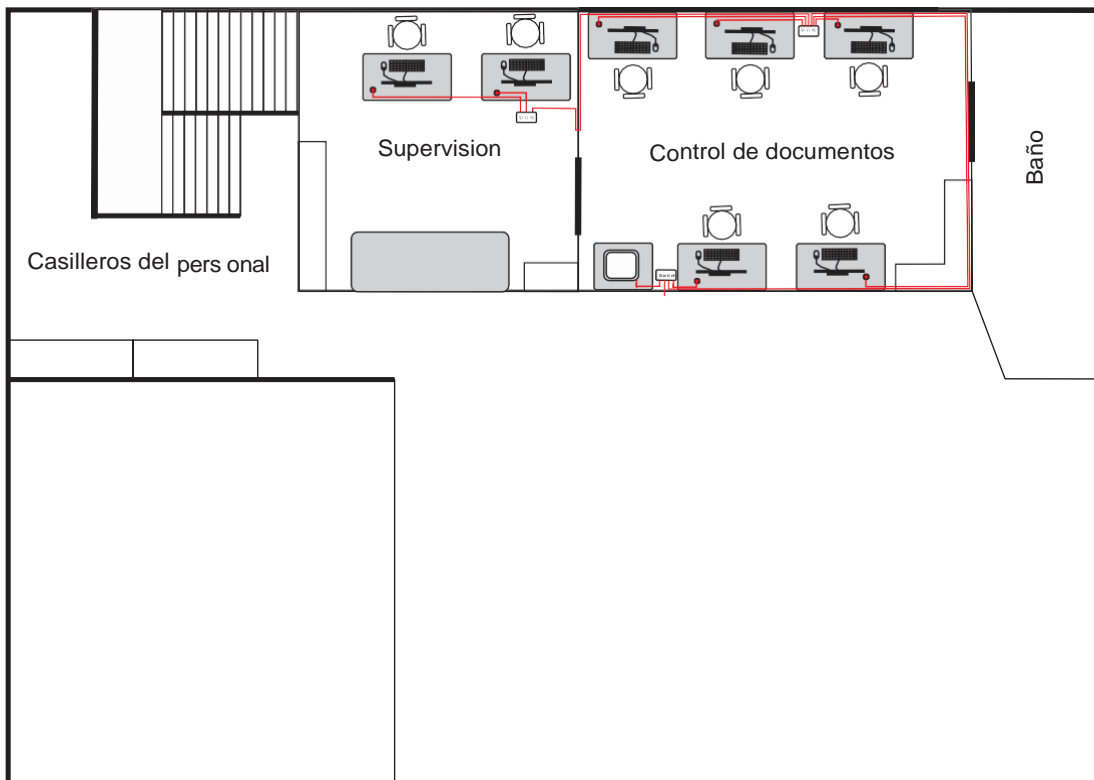 Supervision
Control de documentos
Baño
Casilleros del pers onal